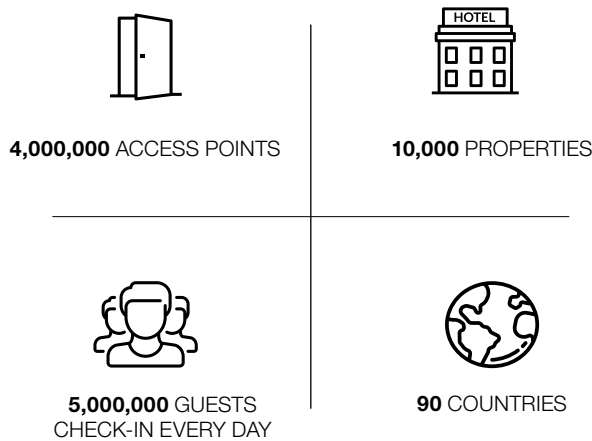 HOTEL
4,000,000 ACCESS POINTS
10,000 PROPERTIES
5,000,000 GUESTS
CHECK-IN EVERY DAY
90 COUNTRIES